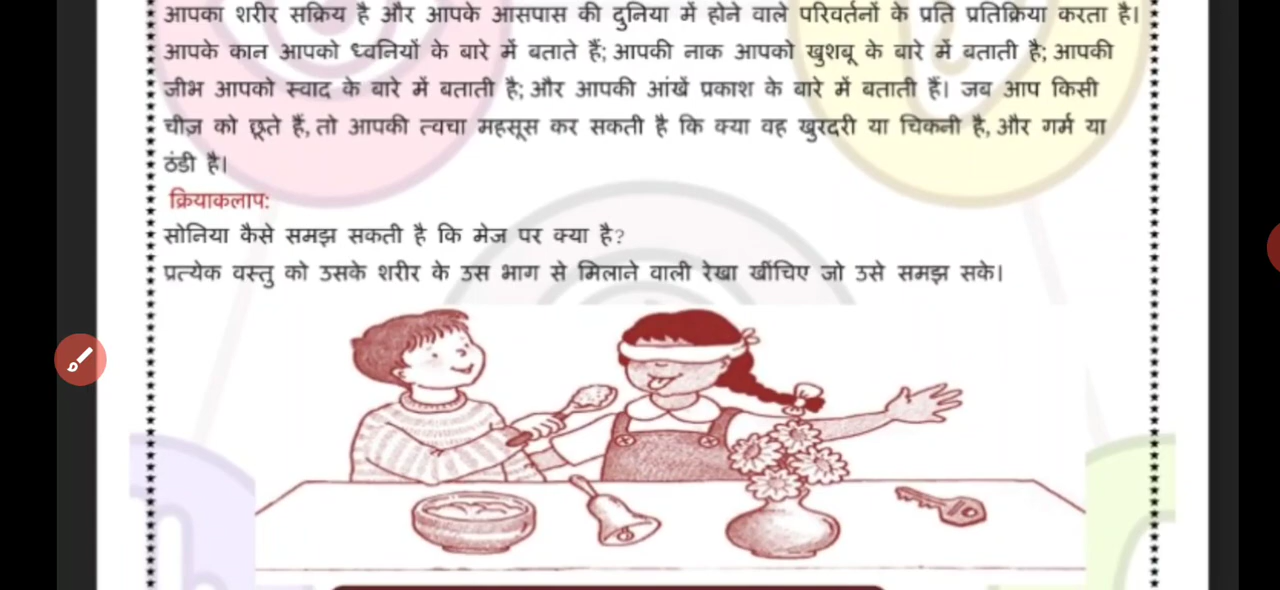 आपका शरीर सक्रिय है और आपके आसपास की दुनिया में होने वाले परिवर्तनों के प्रति प्रतिक्रिया करता है।
आपके कान आपको ध्वनियों के बारे में बताते हैं; आपकी नाक आपको खुशबू के बारे में बताती है; आपकी
जीभ आपको स्वाद के बारे में बताती है; और आपकी आंखें प्रकाश के बारे में बताती हैं। जब आप किसी
चीज़ को छूते हैं, तो आपकी त्वचा महसूस कर सकती है कि क्या वह खुरदरी या चिकनी है, और गर्म या
ठंडी है।
क्रियाकलाप:
सोनिया कैसे समझ सकती है कि मेज पर क्या है?
प्रत्येक वस्तु को उसके शरीर के उस भाग से मिलाने वाली रेखा खींचिए जो उसे समझ सके।